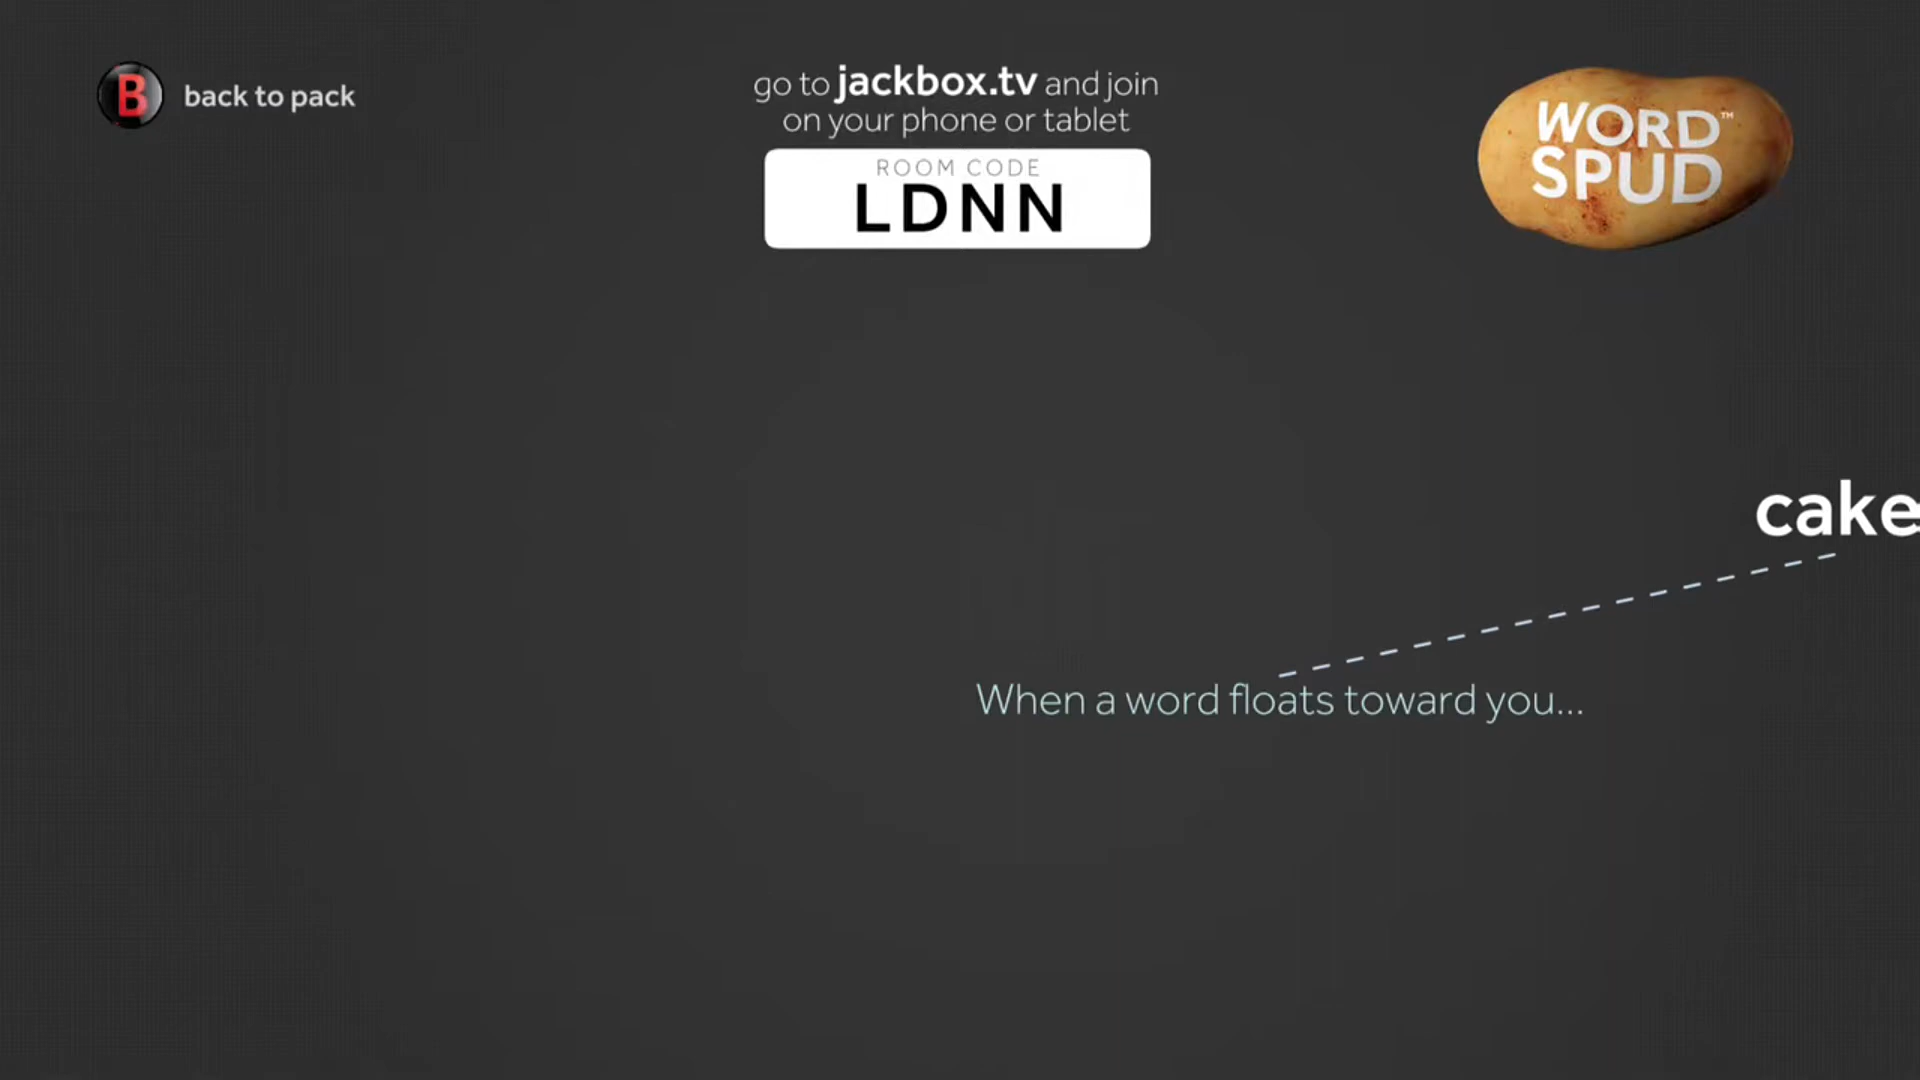 B back to pack
go to jackbox.tv and join
on your phone or tablet
ROOM CODE
LDNN
WORD™
SPUD
cake
When a word floats toward you...